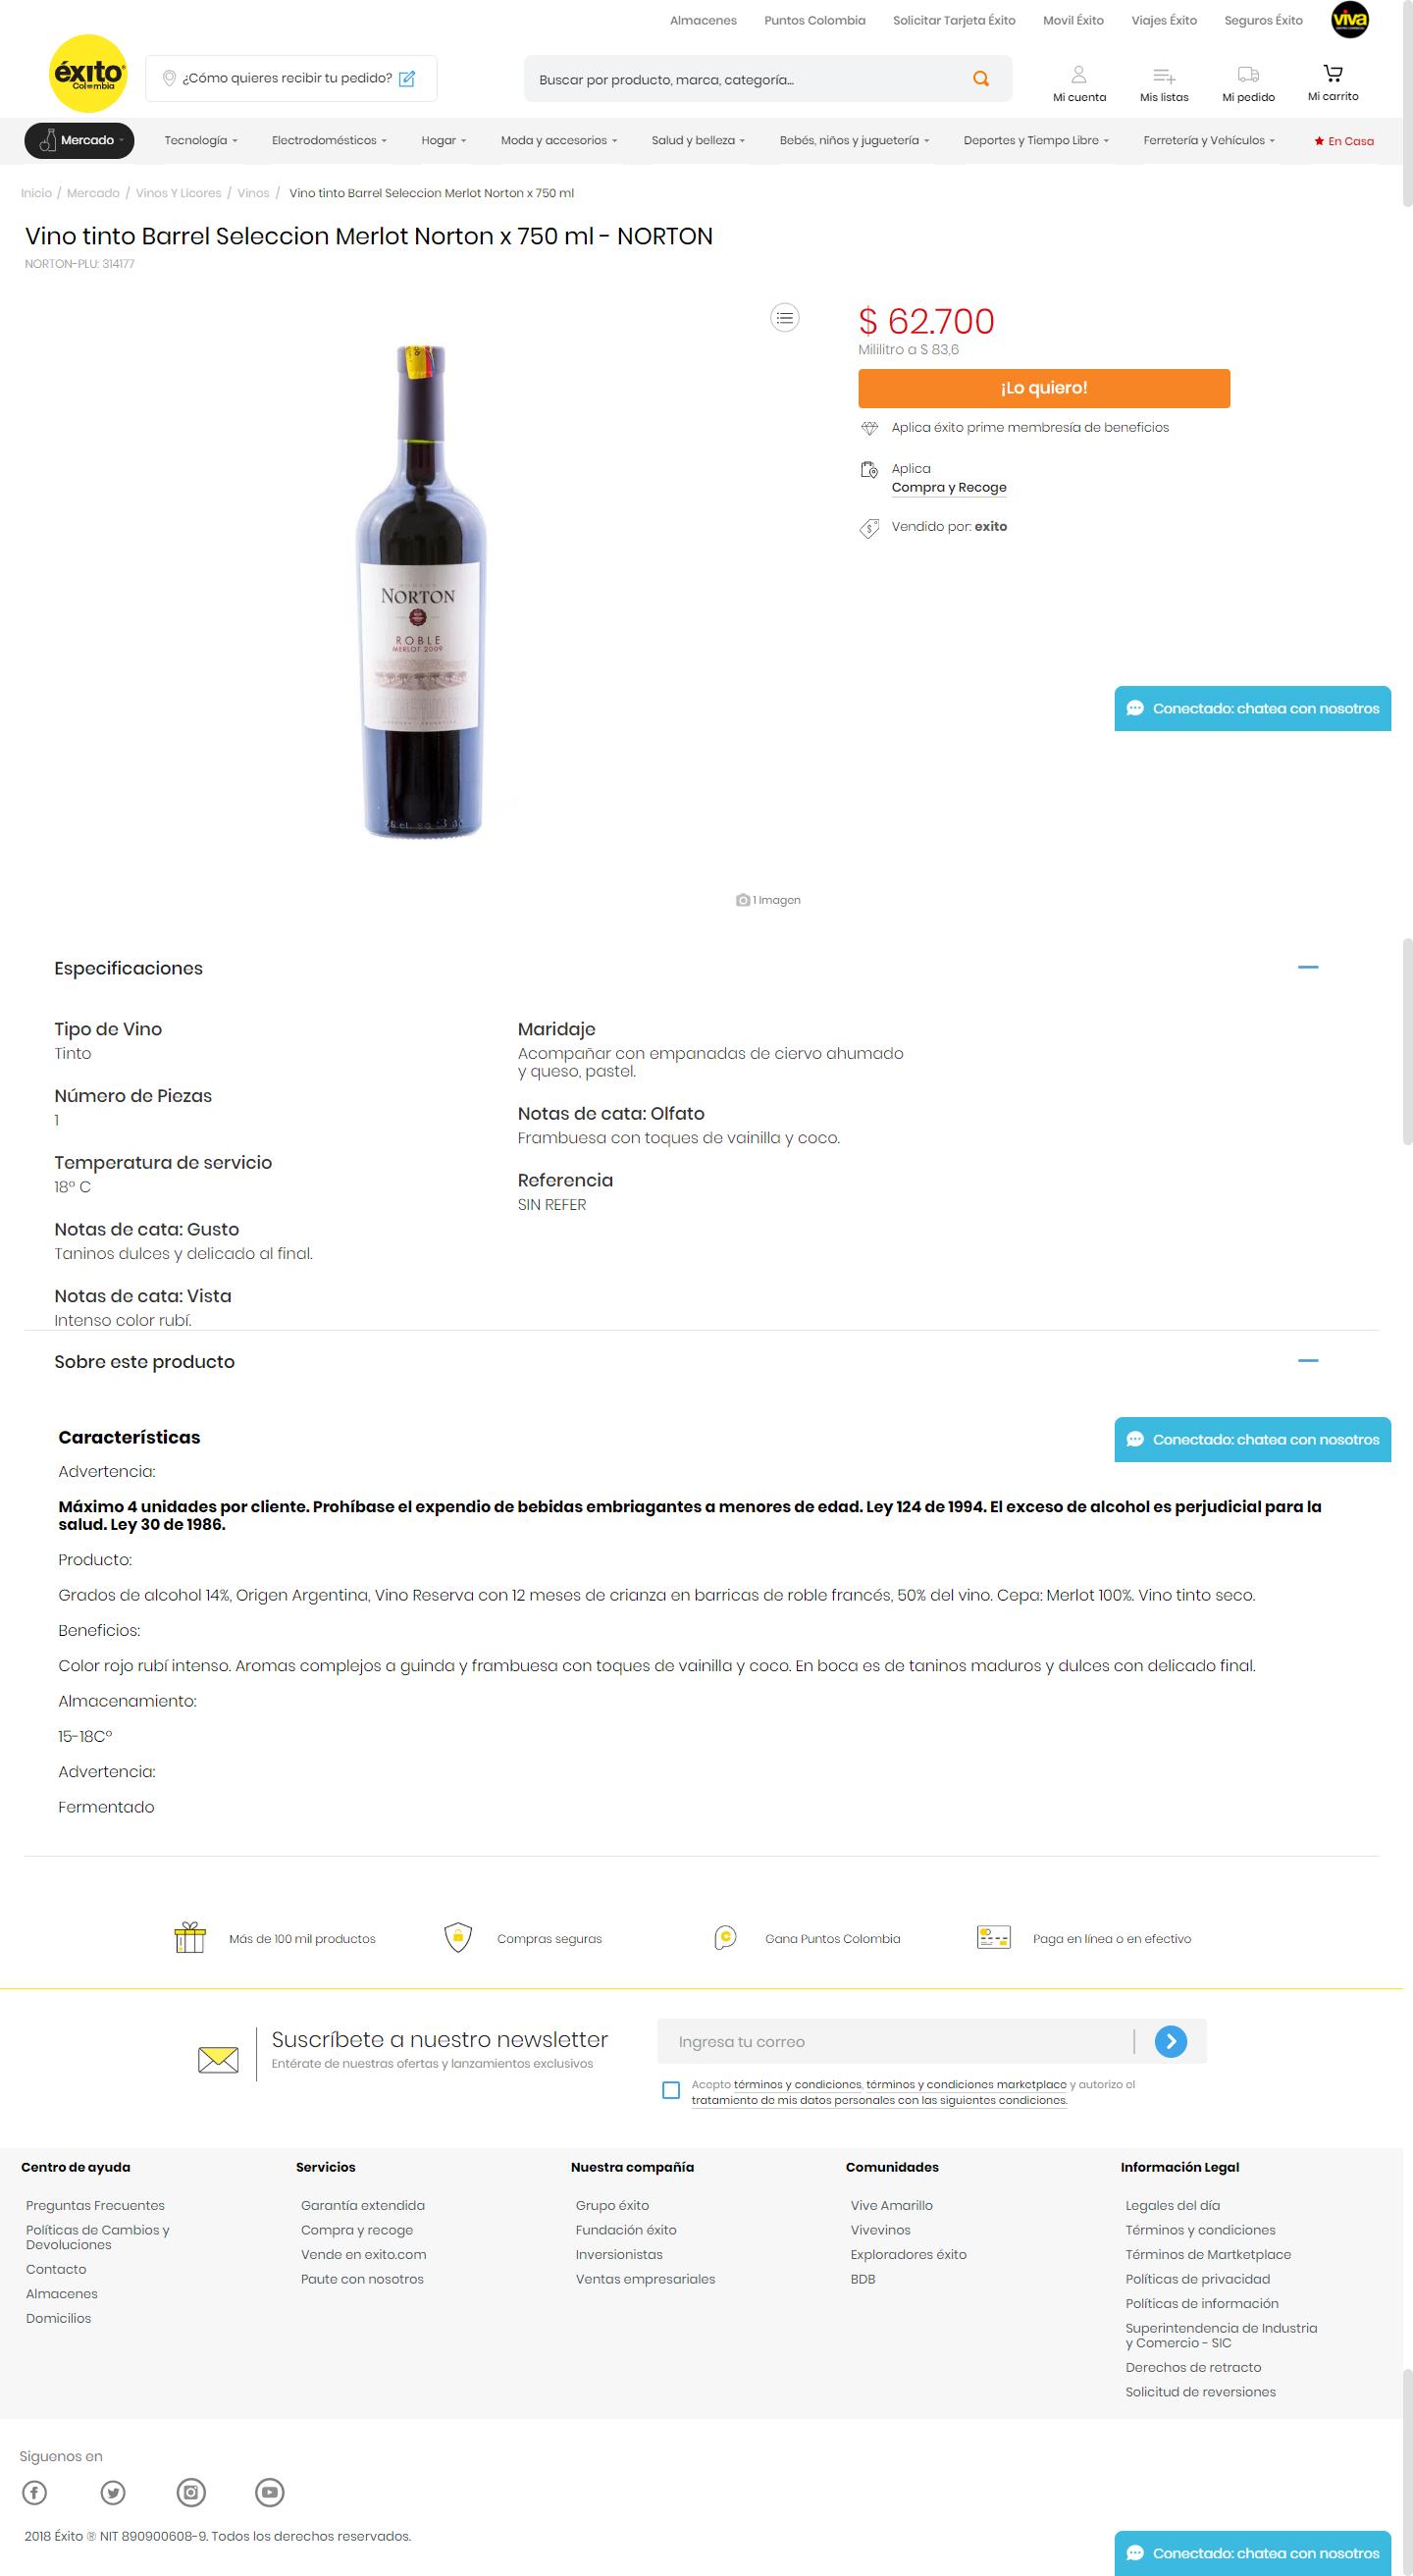 Almacenes Puntos Colombia Solicitar Tarjeta Éxito Movil Éxito Viajes Éxito Seguros Éxito viva
éxito
Colombia
¿Cómo quieres recibir tu pedido?
Buscar por producto, marca, categoría...
Mi cuenta Mis listas Mi pedido Mi carrito
Mercado Tecnología Electrodomésticos Hogar Moda y accesorios Salud y belleza Bebés, niños y juguetería Deportes y Tiempo Libre Ferretería y Vehículos En Casa
Inicio / Mercado / Vinos Y Licores / Vinos / Vino tinto Barrel Seleccion Merlot Norton x 750 ml
Vino tinto Barrel Seleccion Merlot Norton x 750 ml - NORTON
NORTON-PLU: 314177
NORTON
ROBLE
MERLOT 2009
$ 62.700
Mililitro a $ 83,6
¡Lo quiero!
Aplica éxito prime membresía de beneficios
Aplica
Compra y Recoge
Vendido por: exito
Conectado: chatea con nosotros
1 Imagen
Especificaciones
Tipo de Vino
Tinto
Número de Piezas
1
Temperatura de servicio
18° C
Notas de cata: Gusto
Taninos dulces y delicado al final.
Notas de cata: Vista
Intenso color rubí.
Maridaje
Acompañar con empanadas de ciervo ahumado
y queso, pastel.
Notas de cata: Olfato
Frambuesa con toques de vainilla y coco.
Referencia
SIN REFER
Sobre este producto
Características
Conectado: chatea con nosotros
Advertencia:
Máximo 4 unidades por cliente. Prohíbase el expendio de bebidas embriagantes a menores de edad. Ley 124 de 1994. El exceso de alcohol es perjudicial para la
salud. Ley 30 de 1986.
Producto:
Grados de alcohol 14%, Origen Argentina, Vino Reserva con 12 meses de crianza en barricas de roble francés, 50% del vino. Cepa: Merlot 100%. Vino tinto seco.
Beneficios:
Color rojo rubí intenso. Aromas complejos a guinda y frambuesa con toques de vainilla y coco. En boca es de taninos maduros y dulces con delicado final.
Almacenamiento:
15-18C°
Advertencia:
Fermentado
Más de 100 mil productos Compras seguras Gana Puntos Colombia Paga en línea o en efectivo
Suscríbete a nuestro newsletter
Entérate de nuestras ofertas y lanzamientos exclusivos
Ingresa tu correo
Acepto términos y condiciones, términos y condiciones marketplace y autorizo el
tratamiento de mis datos personales con las siguientes condiciones.
Centro de ayuda
Preguntas Frecuentes
Políticas de Cambios y
Devoluciones
Contacto
Almacenes
Domicilios
Servicios
Garantía extendida
Compra y recoge
Vende en exito.com
Paute con nosotros
Nuestra compañía
Grupo éxito
Fundación éxito
Inversionistas
Ventas empresariales
Comunidades
Vive Amarillo
Vivevinos
Exploradores éxito
BDB
Información Legal
Legales del día
Términos y condiciones
Términos de Martketplace
Políticas de privacidad
Políticas de información
Superintendencia de Industria
y Comercio - SIC
Derechos de retracto
Solicitud de reversiones
Siguenos en
2018 Éxito ® NIT 890900608-9. Todos los derechos reservados.
Conectado: chatea con nosotros